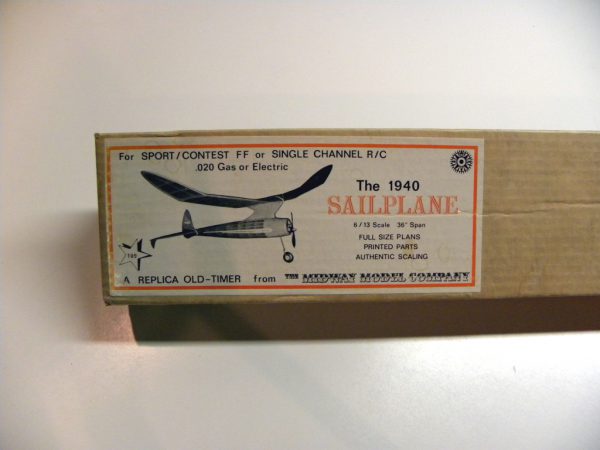 For SPORT/CONTEST FF or SINGLE CHANNEL R/C
.020 Gas or Electric
The 1940
SAILPLANE
6/13 Scale 36" Span
FULL SIZE PLANS
PRINTED PARTS
AUTHENTIC SCALING
A REPLICA OLD-TIMER from THE MIDWAY MODEL COMPANY